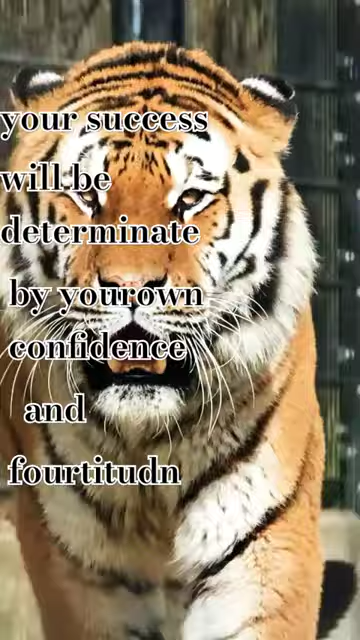 your success
will be
determinate
by yourown
confidence
and
fourtitudn